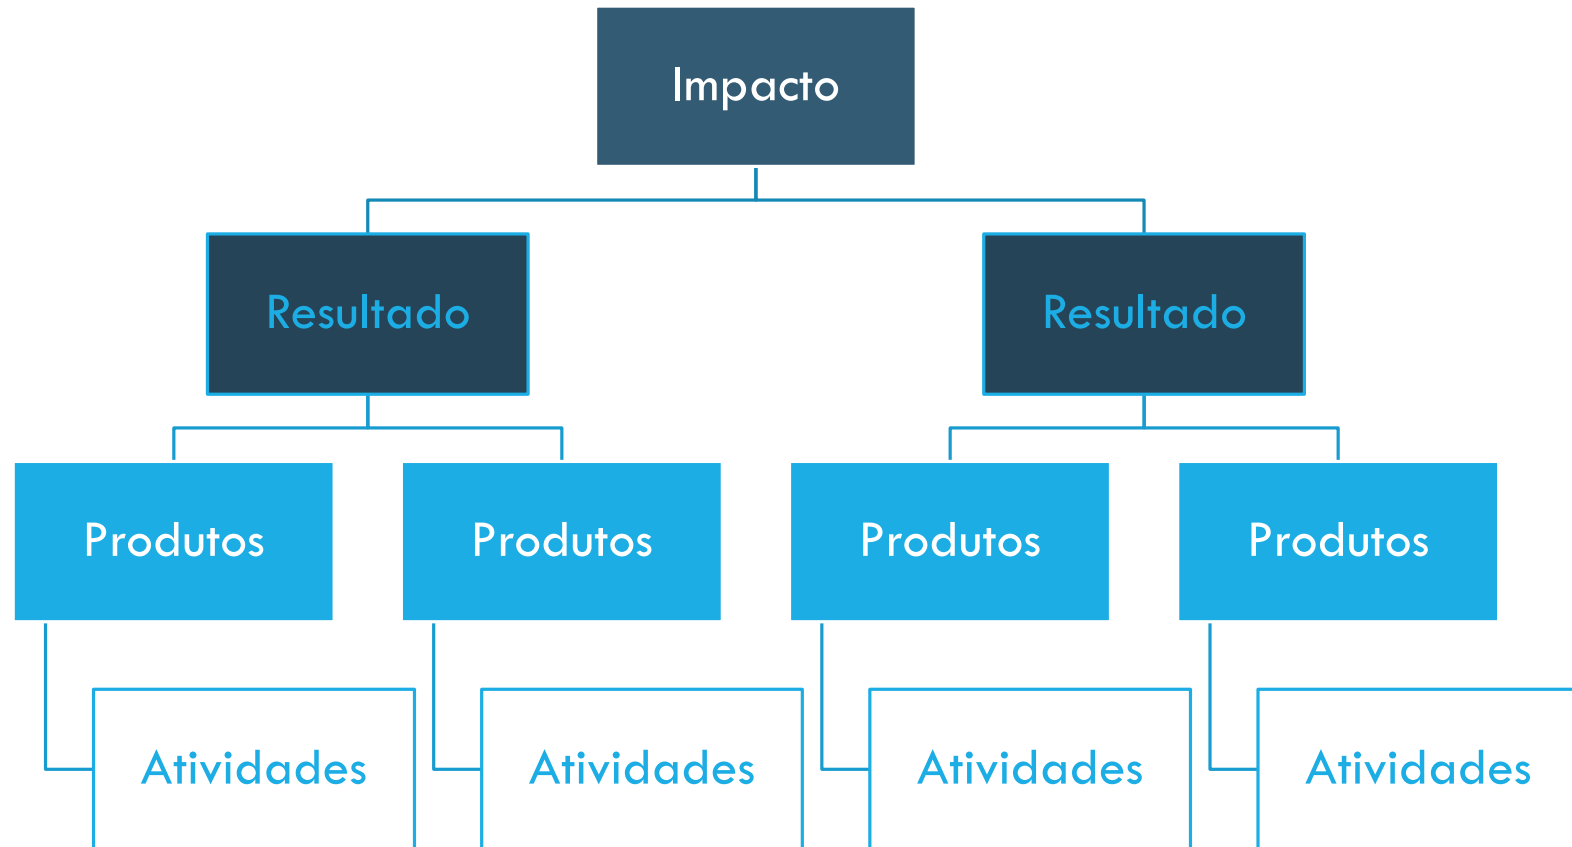 Impacto
Resultado
Resultado
Produtos
Produtos
Produtos
Produtos
Atividades
Atividades
Atividades
Atividades